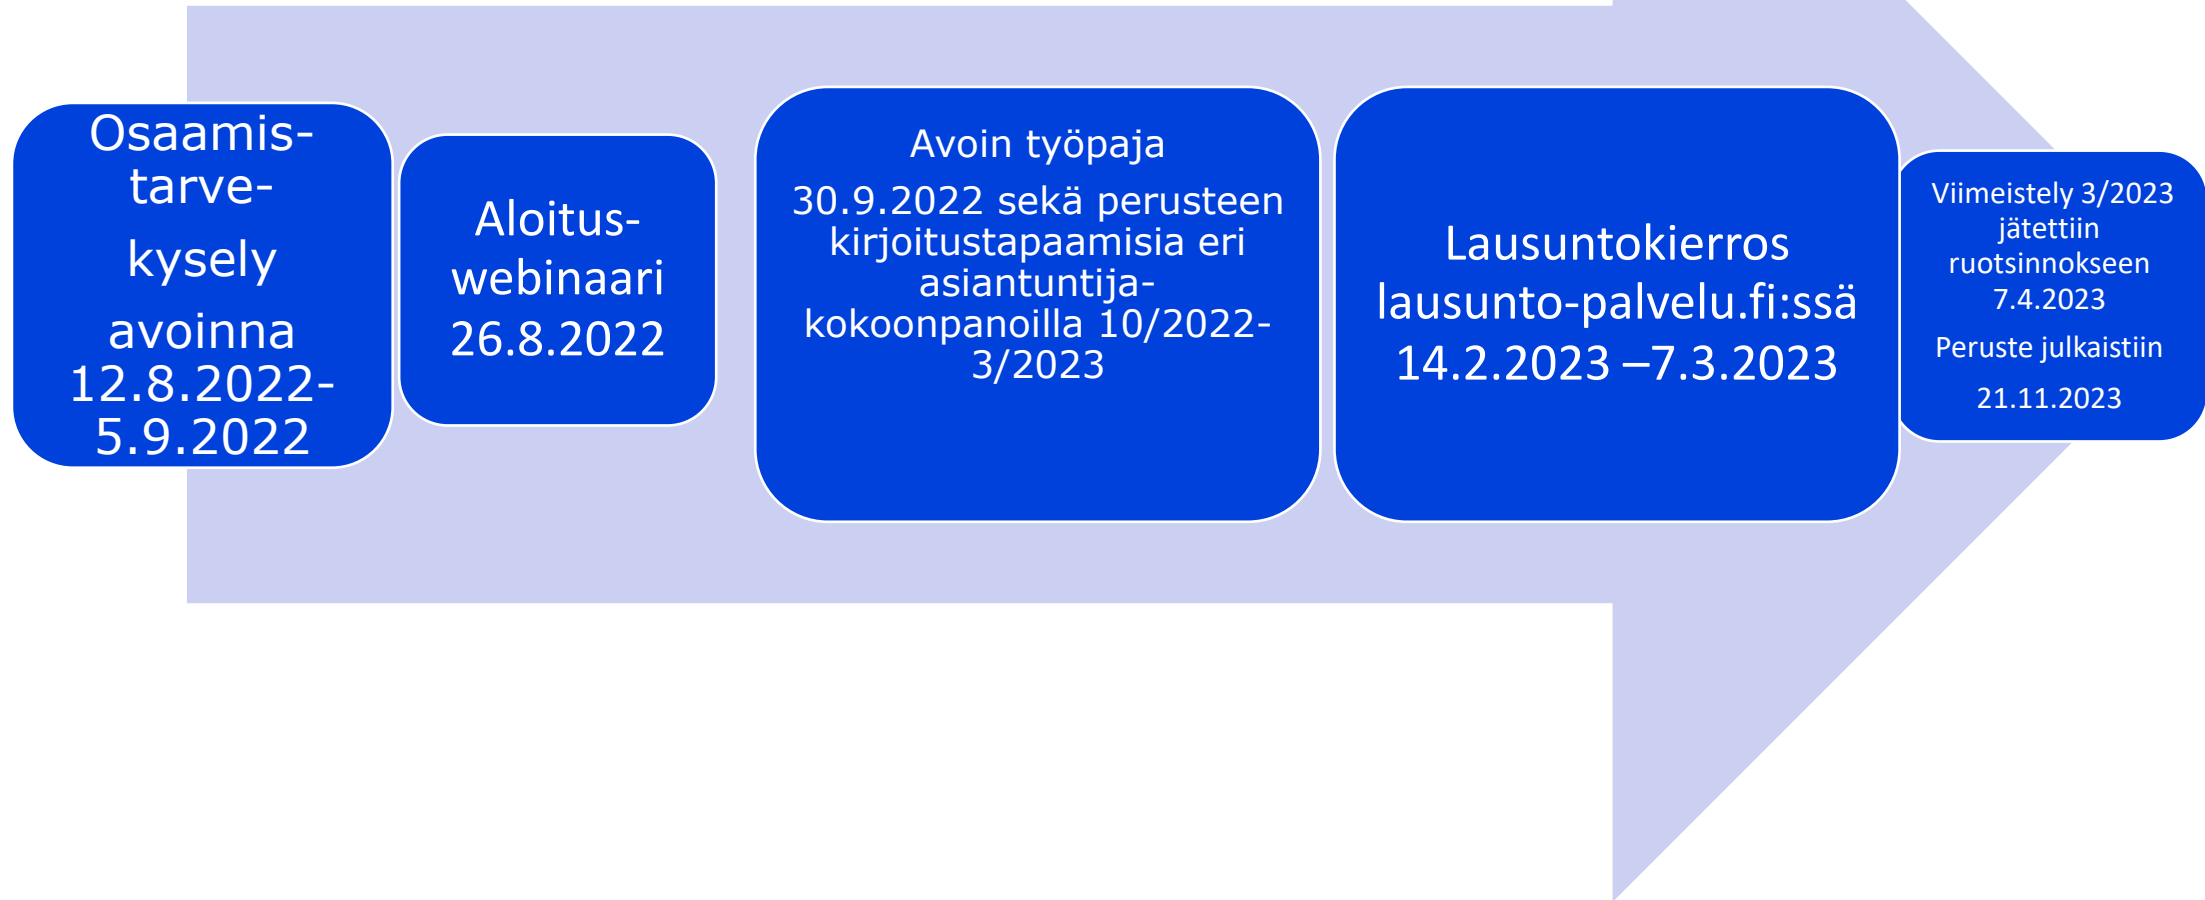 Osaamis-
tarve-
kysely
avoinna
12.8.2022-
5.9.2022
Aloitus-
webinaari
26.8.2022
Avoin työpaja
30.9.2022 sekä perusteen
kirjoitustapaamisia eri
asiantuntija-
kokoonpanoilla 10/2022-
3/2023
Lausuntokierros
lausunto-palvelu.fi:ssä
14.2.2023 –7.3.2023
Viimeistely 3/2023
jätettiin
ruotsinnokseen
7.4.2023
Peruste julkaistiin
21.11.2023